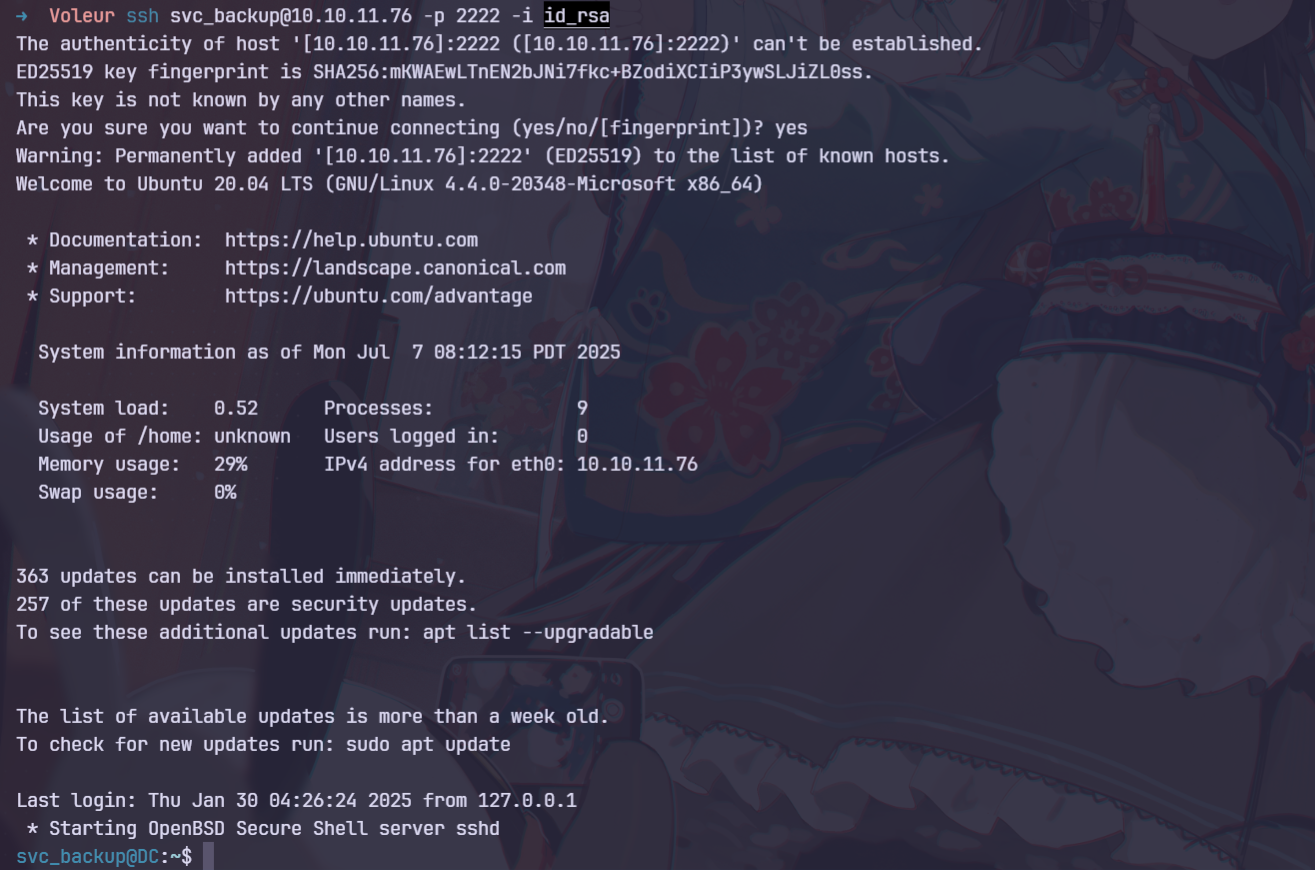 →  Voleur ssh svc_backup@10.10.11.76 -p 2222 -i id_rsa
The authenticity of host '[10.10.11.76]:2222 ([10.10.11.76]:2222)' can't be established.
ED25519 key fingerprint is SHA256:mKWAEwLTnEN2bJNi7fkc+BZodiXCIiP3ywSLJiZL0ss.
This key is not known by any other names.
Are you sure you want to continue connecting (yes/no/[fingerprint])? yes
Warning: Permanently added '[10.10.11.76]:2222' (ED25519) to the list of known hosts.
Welcome to Ubuntu 20.04 LTS (GNU/Linux 4.4.0-20348-Microsoft x86_64)
 * Documentation:  https://help.ubuntu.com
 * Management:     https://landscape.canonical.com
 * Support:        https://ubuntu.com/advantage
  System information as of Mon Jul  7 08:12:15 PDT 2025
  System load:    0.52      Processes:             9
  Usage of /home: unknown   Users logged in:       0
  Memory usage:   29%       IPv4 address for eth0: 10.10.11.76
  Swap usage:     0%
363 updates can be installed immediately.
257 of these updates are security updates.
To see these additional updates run: apt list --upgradable
The list of available updates is more than a week old.
To check for new updates run: sudo apt update
Last login: Thu Jan 30 04:26:24 2025 from 127.0.0.1
 * Starting OpenBSD Secure Shell server sshd
svc_backup@DC:~$